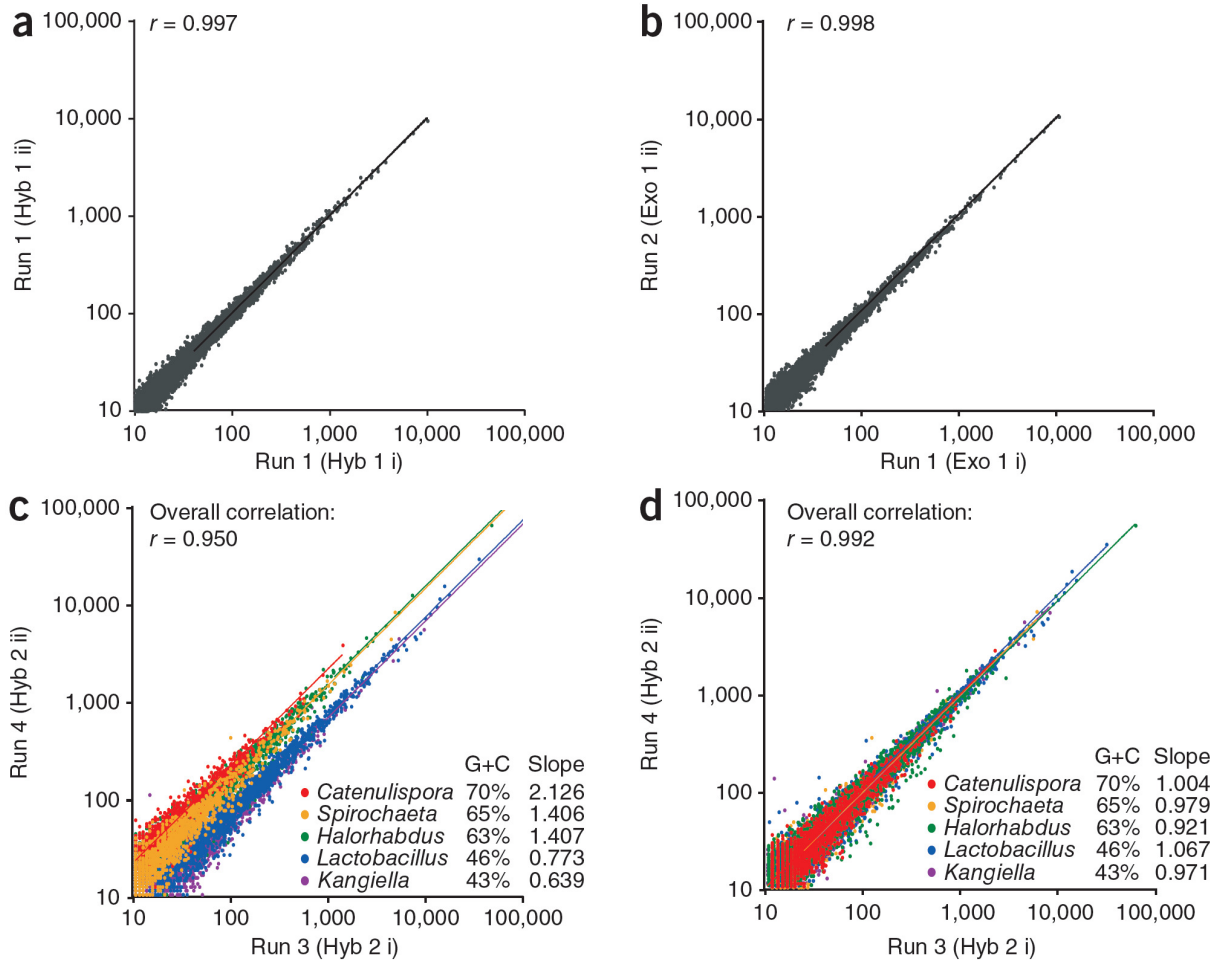 a
r = 0.997
100,000
10,000
1,000
100
10
Run 1 (Hyb 1 ii)
10 100 1,000 10,000 100,000
Run 1 (Hyb 1 i)
b
r = 0.998
100,000
10,000
1,000
100
10
Run 2 (Exo 1 ii)
10 100 1,000 10,000 100,000
Run 1 (Exo 1 i)
c
Overall correlation:
r = 0.950
100,000
10,000
1,000
100
10
Run 4 (Hyb 2 ii)
G+C Slope
Catenulispora 70% 2.126
Spirochaeta 65% 1.406
Halorhabdus 63% 1.407
Lactobacillus 46% 0.773
Kangiella 43% 0.639
10 100 1,000 10,000 100,000
Run 3 (Hyb 2 i)
d
Overall correlation:
r = 0.992
100,000
10,000
1,000
100
10
Run 4 (Hyb 2 ii)
G+C Slope
Catenulispora 70% 1.004
Spirochaeta 65% 0.979
Halorhabdus 63% 0.921
Lactobacillus 46% 1.067
Kangiella 43% 0.971
10 100 1,000 10,000 100,000
Run 3 (Hyb 2 i)